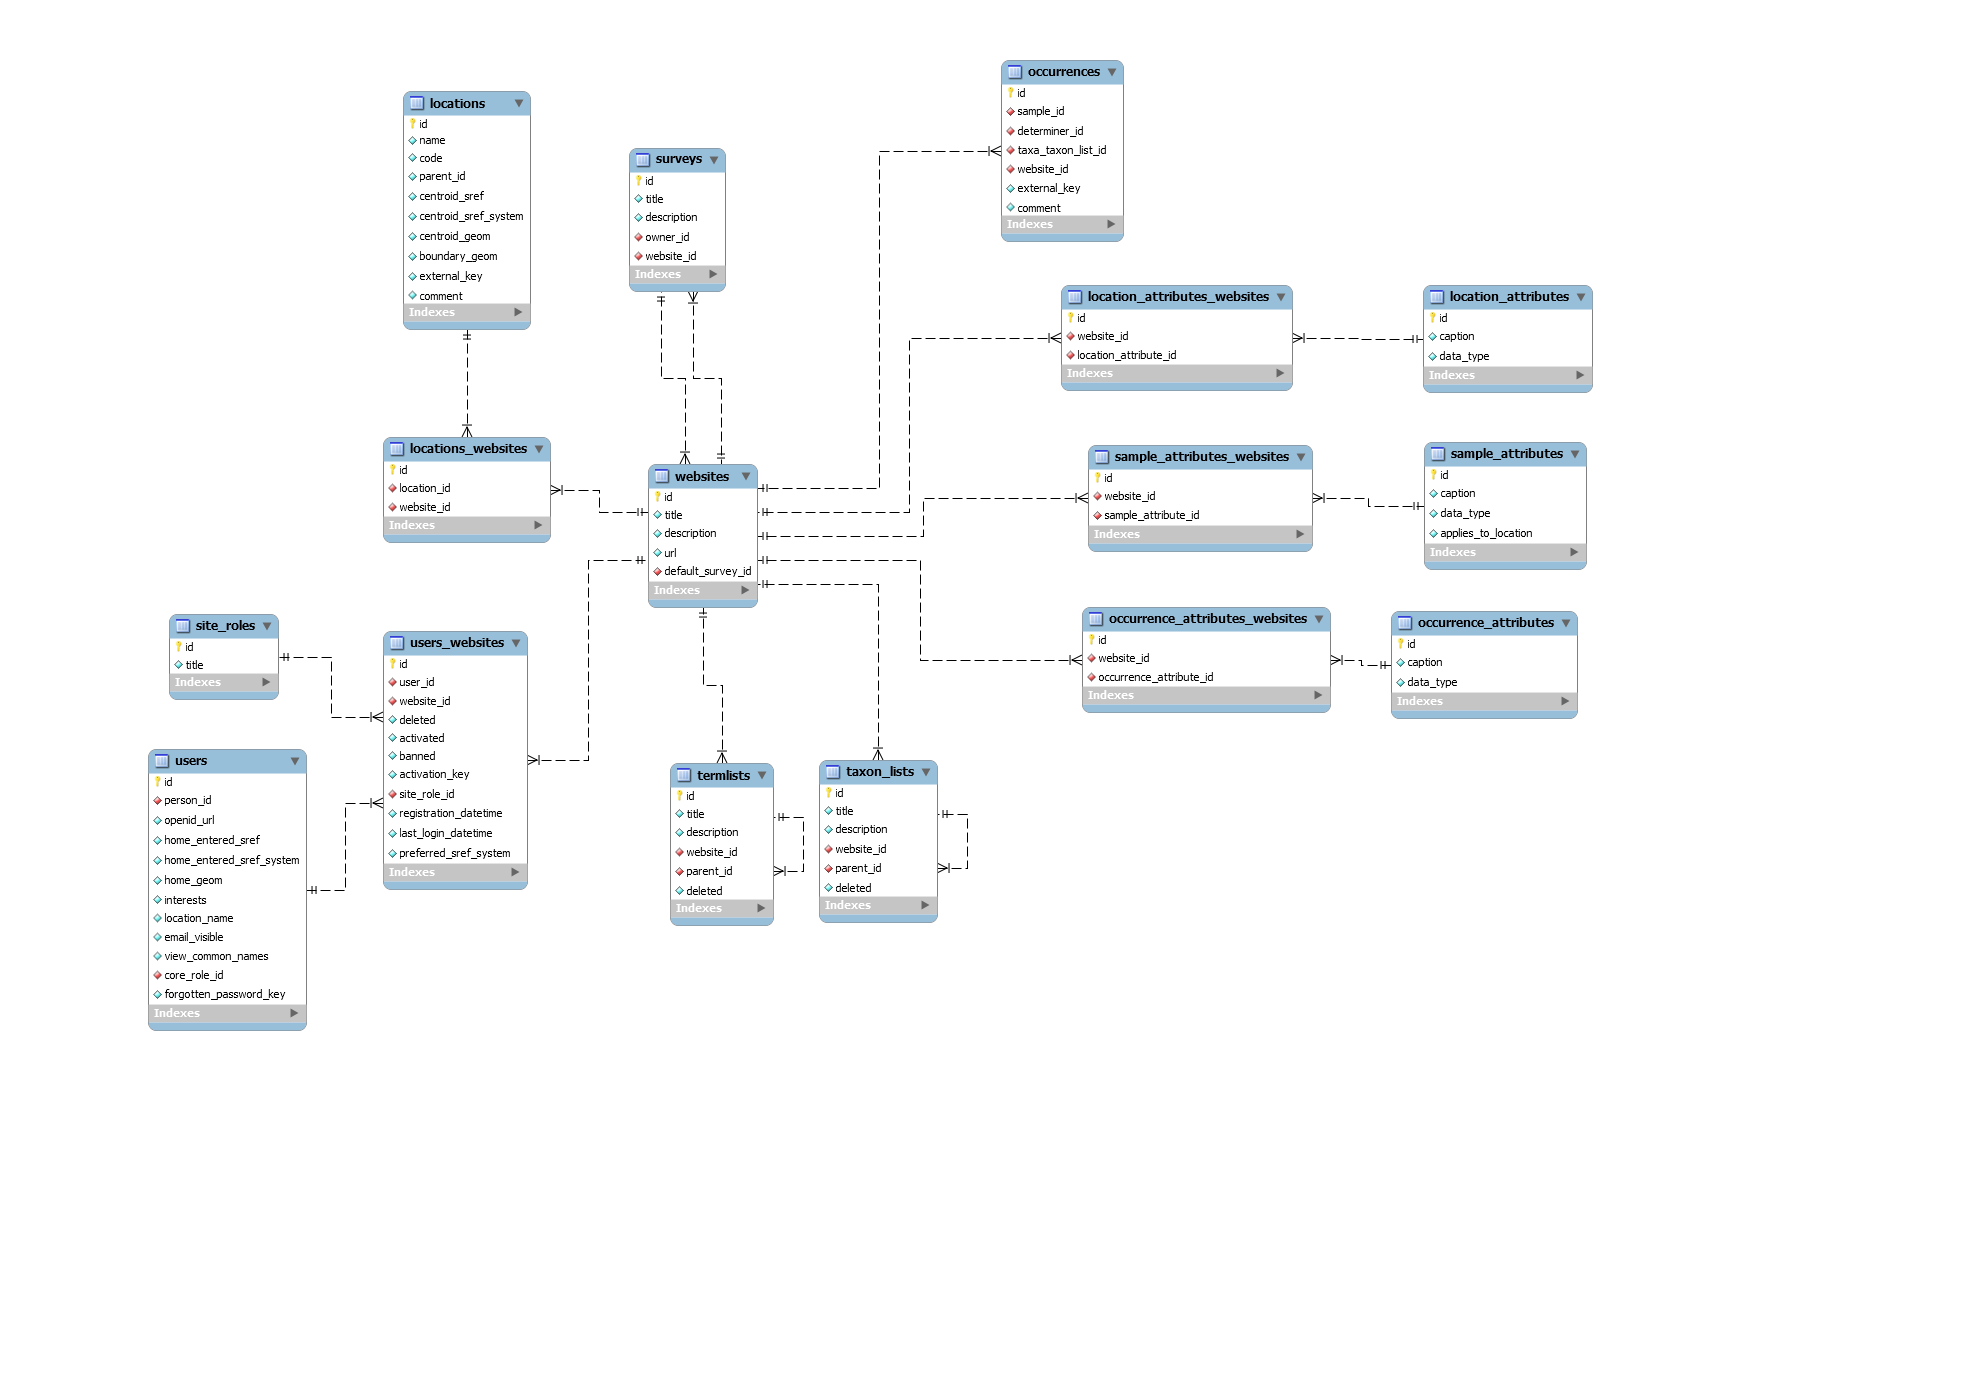 occurrences
id
sample_id
determiner_id
taxa_taxon_list_id
website_id
external_key
comment
Indexes
locations
id
name
code
parent_id
centroid_sref
centroid_sref_system
centroid_geom
boundary_geom
external_key
comment
Indexes
surveys
id
title
description
owner_id
website_id
Indexes
location_attributes_websites
id
website_id
location_attribute_id
Indexes
location_attributes
id
caption
data_type
Indexes
locations_websites
id
location_id
website_id
Indexes
websites
id
title
description
url
default_survey_id
Indexes
sample_attributes_websites
id
website_id
sample_attribute_id
Indexes
sample_attributes
id
caption
data_type
applies_to_location
Indexes
site_roles
id
title
Indexes
users_websites
id
user_id
website_id
deleted
activated
banned
activation_key
site_role_id
registration_datetime
last_login_datetime
preferred_sref_system
Indexes
occurrence_attributes_websites
id
website_id
occurrence_attribute_id
Indexes
occurrence_attributes
id
caption
data_type
Indexes
users
id
person_id
openid_url
home_entered_sref
home_entered_sref_system
home_geom
interests
location_name
email_visible
view_common_names
core_role_id
forgotten_password_key
Indexes
termlists
id
title
description
website_id
parent_id
deleted
Indexes
taxon_lists
id
title
description
website_id
parent_id
deleted
Indexes